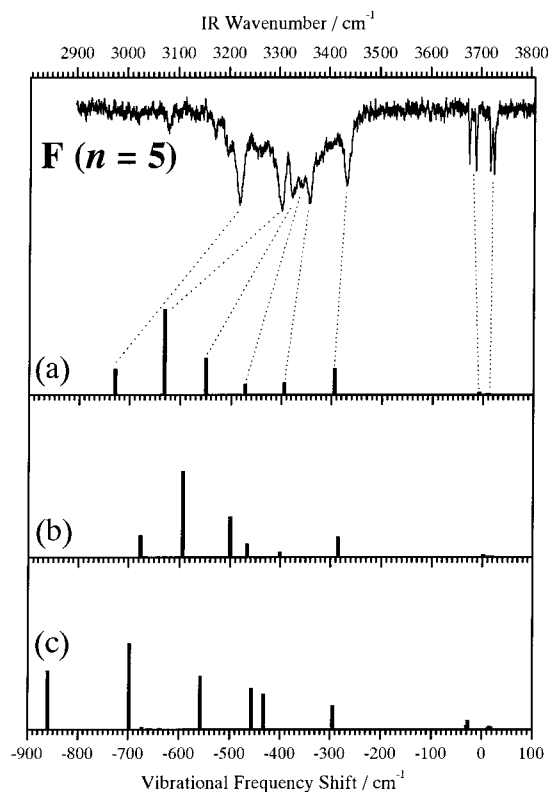 IR Wavenumber / cm⁻¹
2900 3000 3100 3200 3300 3400 3500 3600 3700 3800
F (n = 5)
(a)
(b)
(c)
-900 -800 -700 -600 -500 -400 -300 -200 -100 0 100
Vibrational Frequency Shift / cm⁻¹